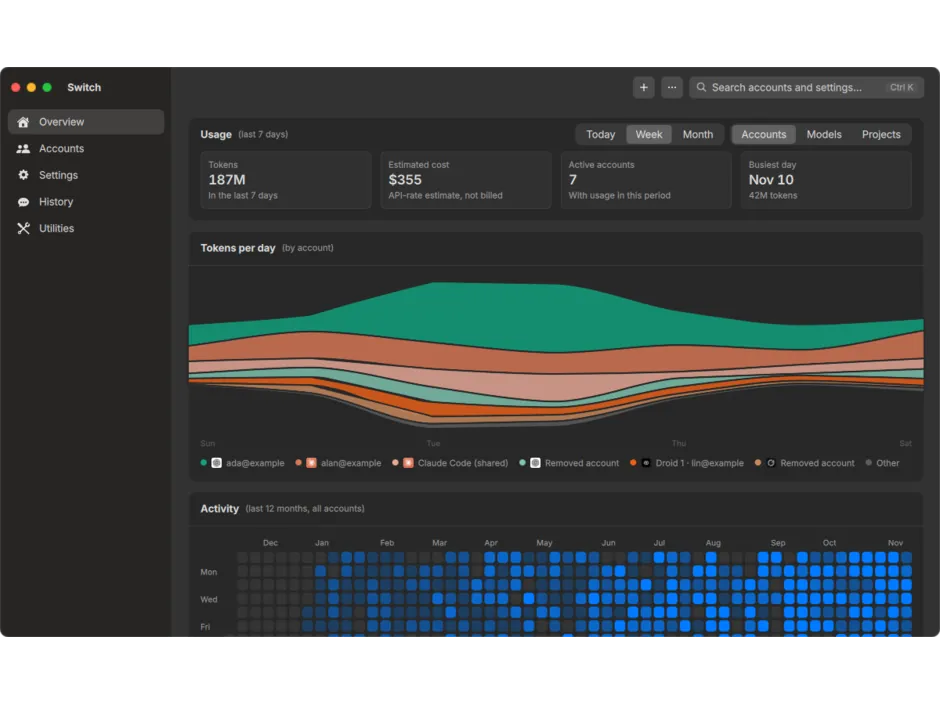 Switch
Search accounts and settings... Ctrl K
Overview
Accounts
Settings
History
Utilities
Usage (last 7 days)
Today Week Month Accounts Models Projects
Tokens
187M
In the last 7 days
Estimated cost
$355
API-rate estimate, not billed
Active accounts
7
With usage in this period
Busiest day
Nov 10
42M tokens
Tokens per day (by account)
Sun Tue Thu Sat
ada@example alan@example Claude Code (shared) Removed account Droid 1 · lin@example Removed account Other
Activity (last 12 months, all accounts)
Dec Jan Feb Mar Apr May Jun Jul Aug Sep Oct Nov
Mon
Wed
Fri